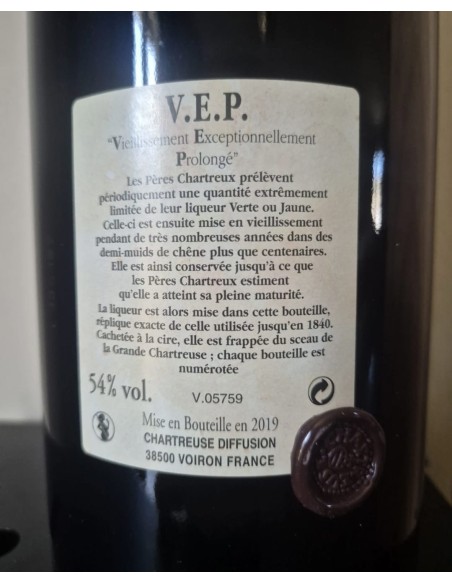 V.E.P.
"Vieillissement Exceptionnellement
Prolongé"
Les Pères Chartreux prélèvent
périodiquement une quantité extrêmement
limitée de leur liqueur Verte ou Jaune.
Celle-ci est ensuite mise en vieillissement
pendant de très nombreuses années dans des
demi-muids de chêne plus que centenaires.
Elle est ainsi conservée jusqu'à ce que
les Pères Chartreux estiment
qu'elle a atteint sa pleine maturité.
La liqueur est alors mise dans cette bouteille,
réplique exacte de celle utilisée jusqu'en 1840.
Cachetée à la cire, elle est frappée du sceau de
la Grande Chartreuse ; chaque bouteille est
numérotée
54% vol.
V.05759
Mise en Bouteille en 2019
CHARTREUSE DIFFUSION
38500 VOIRON FRANCE